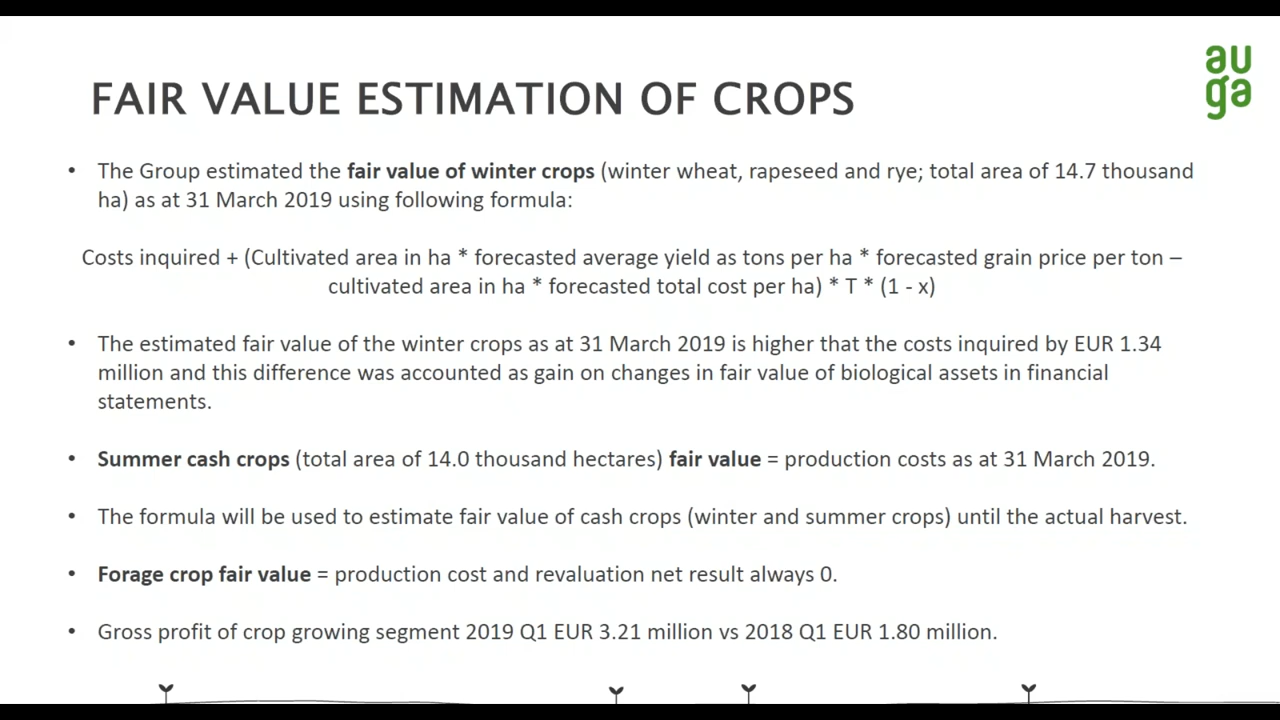 au
ga
FAIR VALUE ESTIMATION OF CROPS
• The Group estimated the fair value of winter crops (winter wheat, rapeseed and rye; total area of 14.7 thousand
ha) as at 31 March 2019 using following formula:
Costs inquired + (Cultivated area in ha * forecasted average yield as tons per ha * forecasted grain price per ton –
cultivated area in ha * forecasted total cost per ha) * T * (1 - x)
• The estimated fair value of the winter crops as at 31 March 2019 is higher that the costs inquired by EUR 1.34
million and this difference was accounted as gain on changes in fair value of biological assets in financial
statements.
• Summer cash crops (total area of 14.0 thousand hectares) fair value = production costs as at 31 March 2019.
• The formula will be used to estimate fair value of cash crops (winter and summer crops) until the actual harvest.
• Forage crop fair value = production cost and revaluation net result always 0.
• Gross profit of crop growing segment 2019 Q1 EUR 3.21 million vs 2018 Q1 EUR 1.80 million.